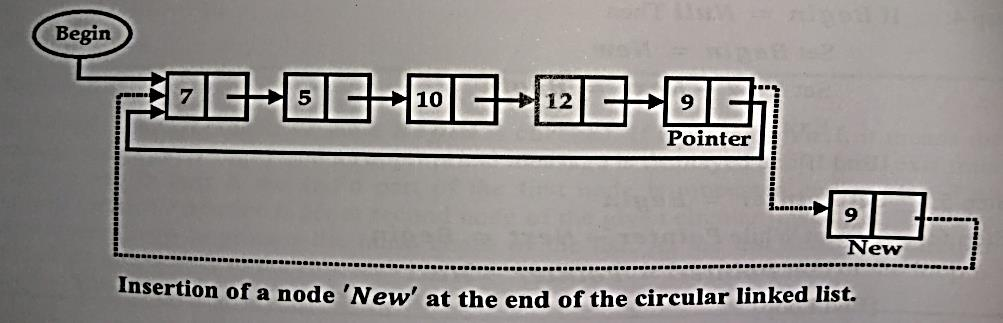 Begin
7 5 10 12 9
Pointer
9
New
Insertion of a node 'New' at the end of the circular linked list.